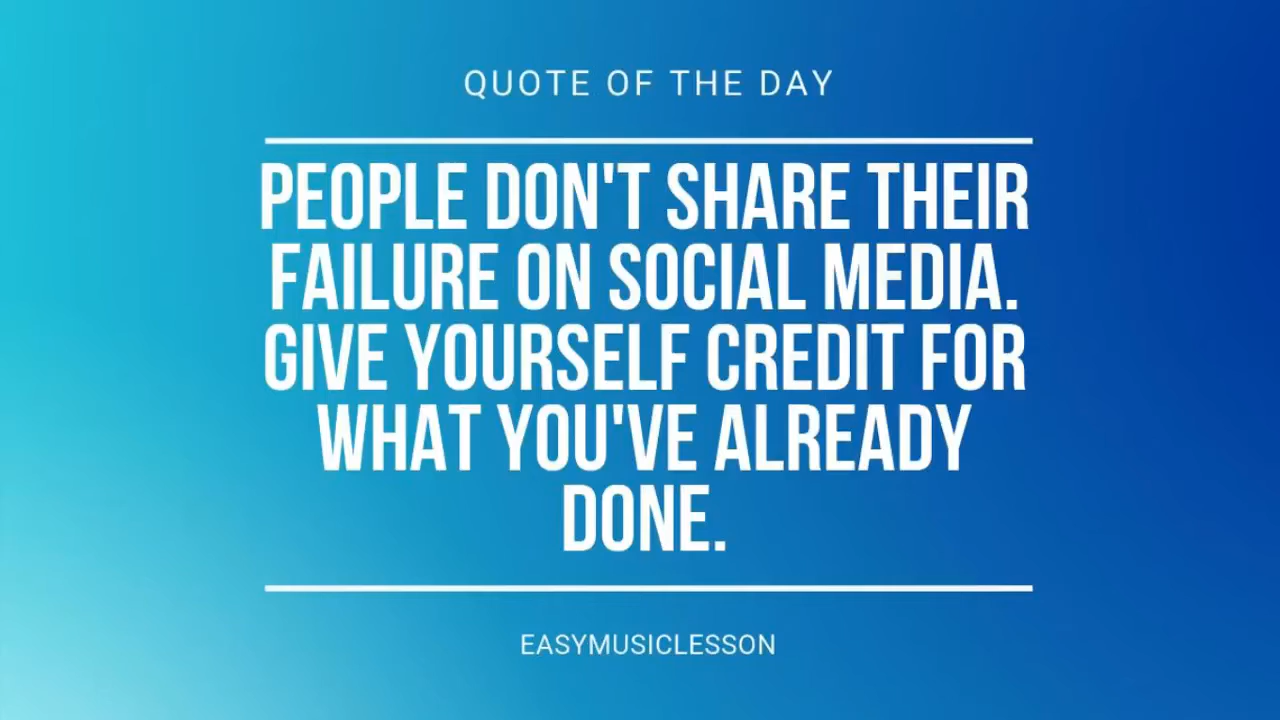 QUOTE OF THE DAY
PEOPLE DON'T SHARE THEIR
FAILURE ON SOCIAL MEDIA.
GIVE YOURSELF CREDIT FOR
WHAT YOU'VE ALREADY
DONE.
EASYMUSICLESSON